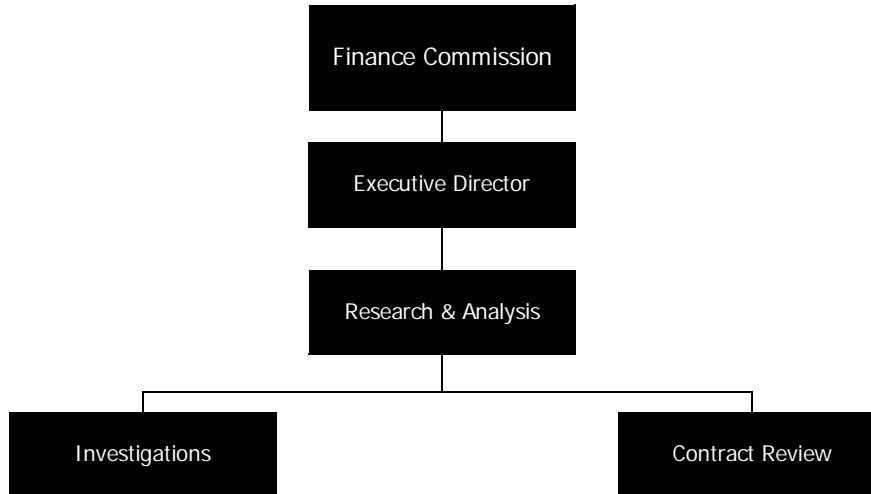 Finance Commission
Executive Director
Research & Analysis
Investigations
Contract Review